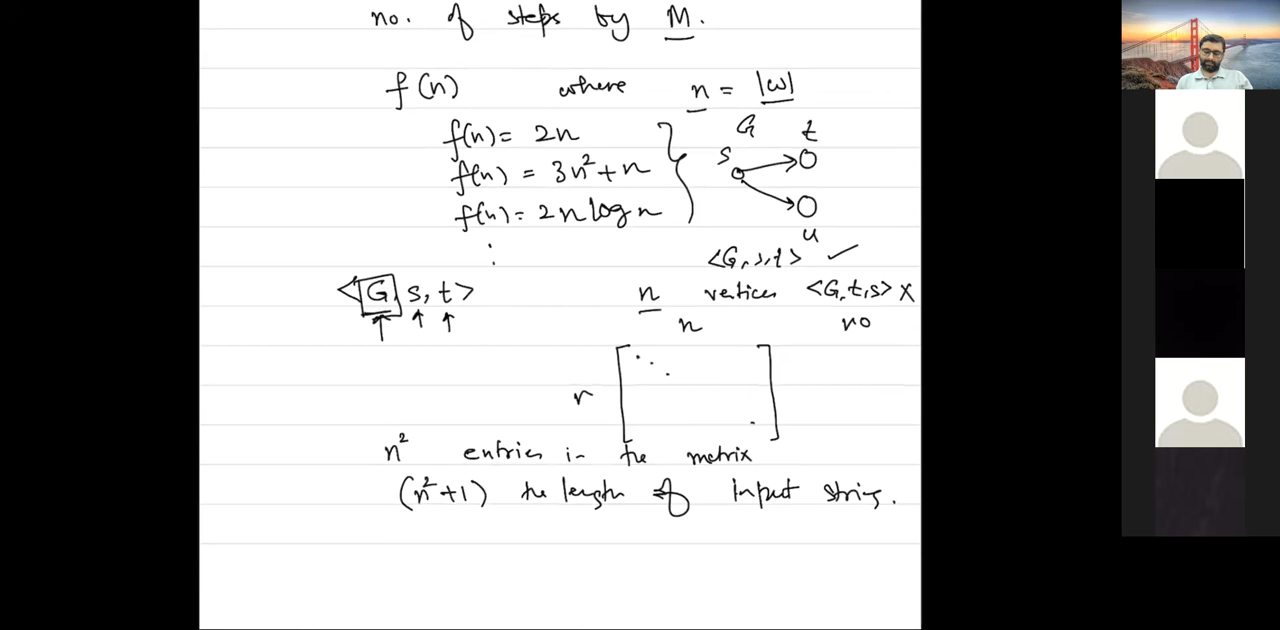 no. of steps by M.
f(n) where n = |ω|
f(n) = 2n
f(n) = 3n²+n
f(n) = 2n log n
G t
s
u
<G, s, t> ✓
<G, s, t>
n vertices <G, t, s> X
n no
r
n² entries in the matrix
(n²+1) the length of Input string.